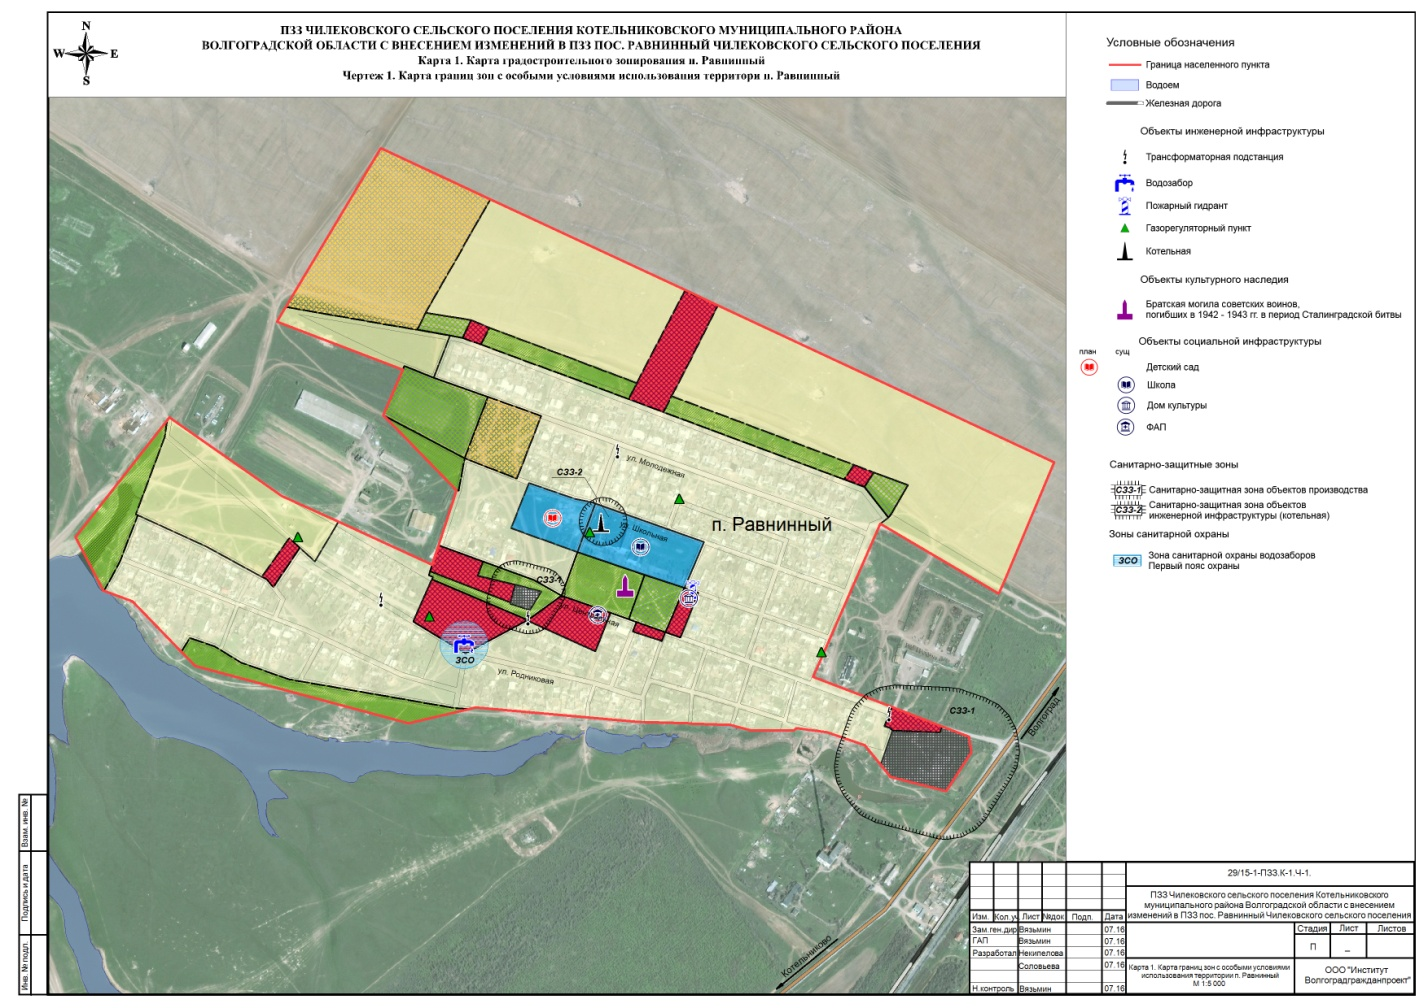 N
W
E
S
ПЗЗ ЧИЛЕКОВСКОГО СЕЛЬСКОГО ПОСЕЛЕНИЯ КОТЕЛЬНИКОВСКОГО МУНИЦИПАЛЬНОГО РАЙОНА
ВОЛГОГРАДСКОЙ ОБЛАСТИ С ВНЕСЕНИЕМ ИЗМЕНЕНИЙ В ПЗЗ ПОС. РАВНИННЫЙ ЧИЛЕКОВСКОГО СЕЛЬСКОГО ПОСЕЛЕНИЯ
Карта 1. Карта градостроительного зонирования п. Равнинный
Чертеж 1. Карта границ зон с особыми условиями использования територи п. Равнинный
Условные обозначения
Граница населенного пункта
Водоем
Железная дорога
Объекты инженерной инфраструктуры
Трансформаторная подстанция
Водозабор
Пожарный гидрант
Газорегуляторный пункт
Котельная
Объекты культурного наследия
Братская могила советских воинов,
погибших в 1942 - 1943 гг. в период Сталинградской битвы
Объекты социальной инфраструктуры
план сущ
Детский сад
Школа
Дом культуры
ФАП
Санитарно-защитные зоны
СЗЗ-1 Санитарно-защитная зона объектов производства
СЗЗ-2 Санитарно-защитная зона объектов
инженерной инфраструктуры (котельная)
Зоны санитарной охраны
ЗСО Зона санитарной охраны водозаборов
Первый пояс охраны
ул. Молодежная
СЗЗ-2
ул. Школьная
п. Равнинный
СЗЗ-1
ул. Центральная
ЗСО
ул. Родниковая
СЗЗ-1
Волгоград
Котельниково
Взам. инв. №
Подпись и дата
Инв. № подл.
29/15-1-ПЗЗ.К-1.Ч-1.
ПЗЗ Чилековского сельского поселения Котельниковского
муниципального района Волгоградской области с внесением
изменений в ПЗЗ пос. Равнинный Чилековского сельского поселения
Изм. Кол.уч Лист №док Подп. Дата
Зам.ген.дир Вязьмин 07.16
ГАП Вязьмин 07.16
Разработал Некипелова 07.16
Соловьева 07.16
Н.контроль Вязьмин 07.16
Стадия Лист Листов
П _
Карта 1. Карта границ зон с особыми условиями
использования территории п. Равнинный
М 1:5 000
ООО "Институт
Волгоградгражданпроект"